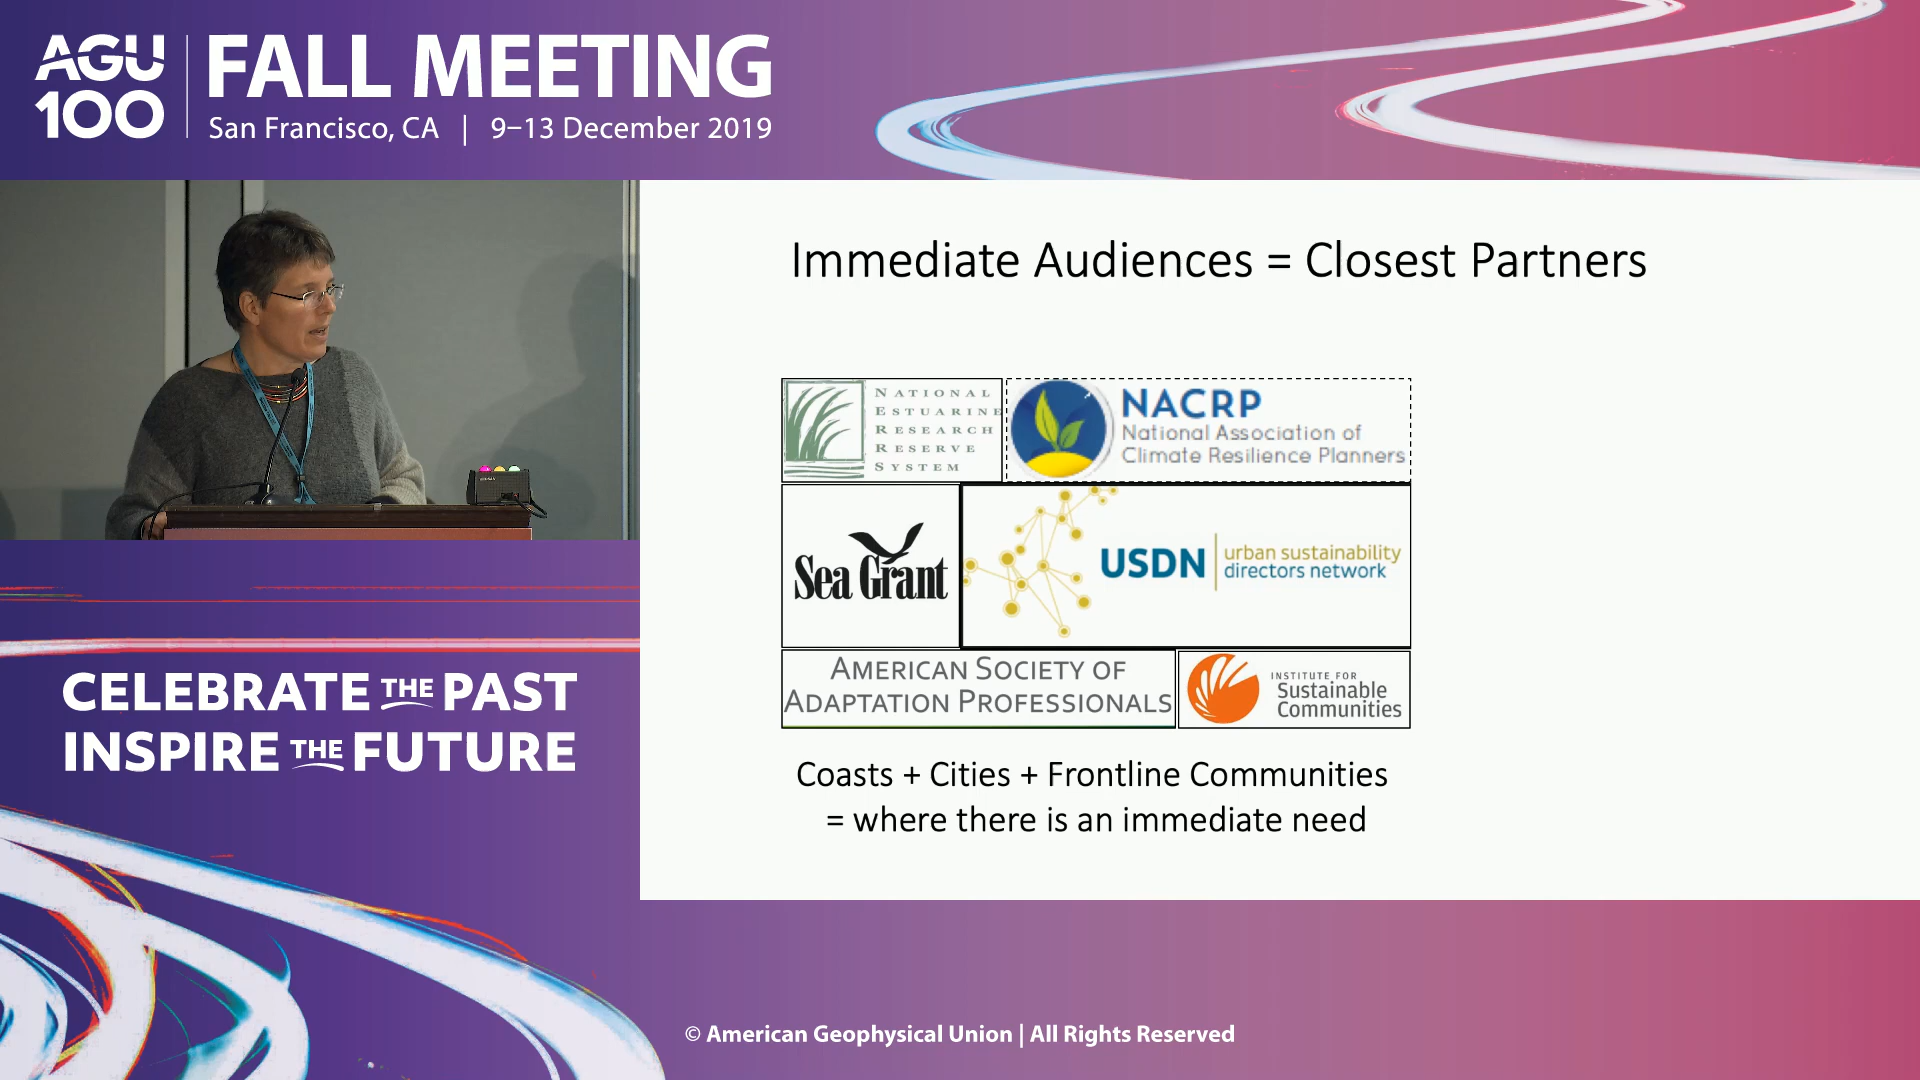 AGU
100
FALL MEETING
San Francisco, CA | 9–13 December 2019
Immediate Audiences = Closest Partners
NATIONAL
ESTUARINE
RESEARCH
RESERVE
SYSTEM
NACRP
National Association of
Climate Resilience Planners
Sea Grant
USDN
urban sustainability
directors network
AMERICAN SOCIETY OF
ADAPTATION PROFESSIONALS
INSTITUTE FOR
Sustainable
Communities
Coasts + Cities + Frontline Communities
= where there is an immediate need
CELEBRATE THE PAST
INSPIRE THE FUTURE
© American Geophysical Union | All Rights Reserved